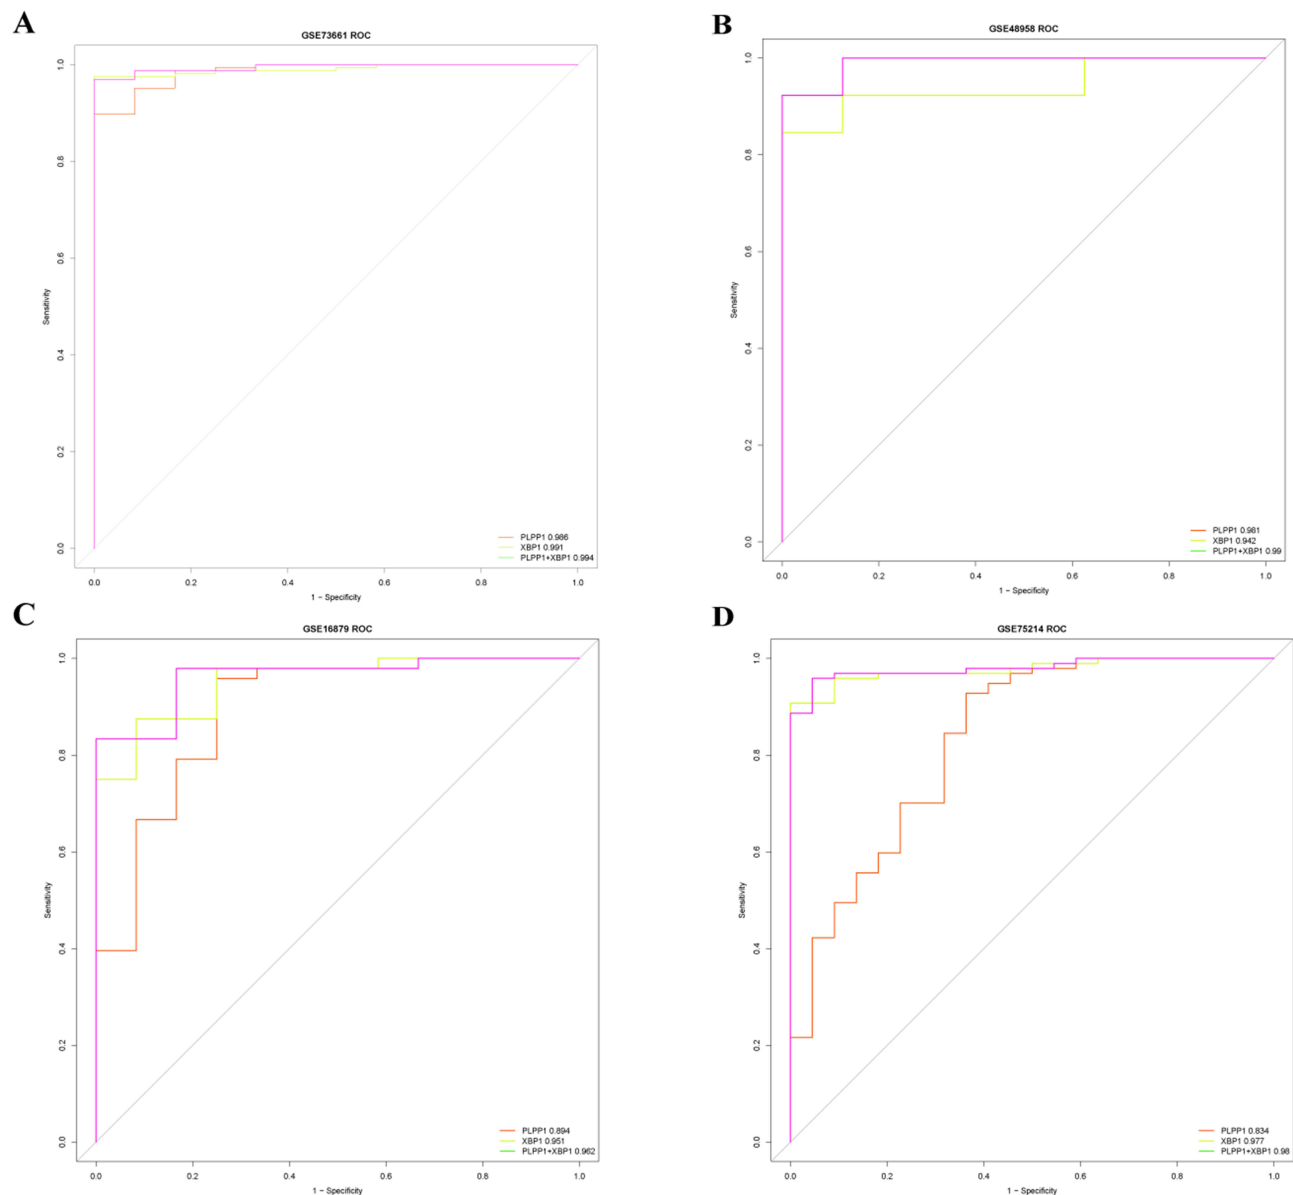 A
GSE73661 ROC
1.0
0.8
0.6
0.4
0.2
0.0
Sensitivity
PLPP1 0.986
XBP1 0.991
PLPP1+XBP1 0.994
0.0 0.2 0.4 0.6 0.8 1.0
1 − Specificity
B
GSE48958 ROC
1.0
0.8
0.6
0.4
0.2
0.0
Sensitivity
PLPP1 0.981
XBP1 0.942
PLPP1+XBP1 0.99
0.0 0.2 0.4 0.6 0.8 1.0
1 − Specificity
C
GSE16879 ROC
1.0
0.8
0.6
0.4
0.2
0.0
Sensitivity
PLPP1 0.894
XBP1 0.951
PLPP1+XBP1 0.962
0.0 0.2 0.4 0.6 0.8 1.0
1 − Specificity
D
GSE75214 ROC
1.0
0.8
0.6
0.4
0.2
0.0
Sensitivity
PLPP1 0.834
XBP1 0.977
PLPP1+XBP1 0.98
0.0 0.2 0.4 0.6 0.8 1.0
1 − Specificity